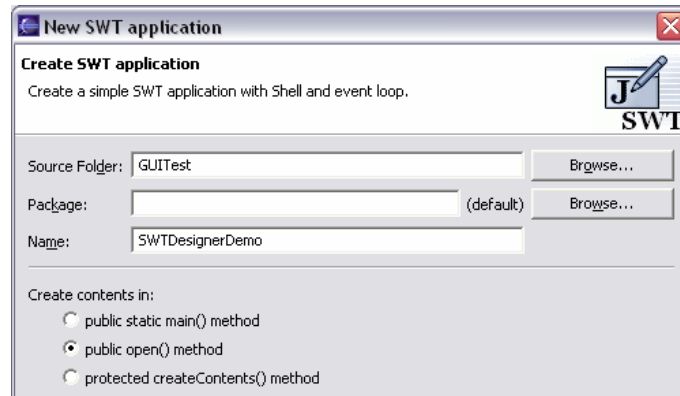 New SWT application
Create SWT application
Create a simple SWT application with Shell and event loop.
J
SWT
Source Folder: GUITest Browse...
Package: (default) Browse...
Name: SWTDesignerDemo
Create contents in:
public static main() method
public open() method
protected createContents() method